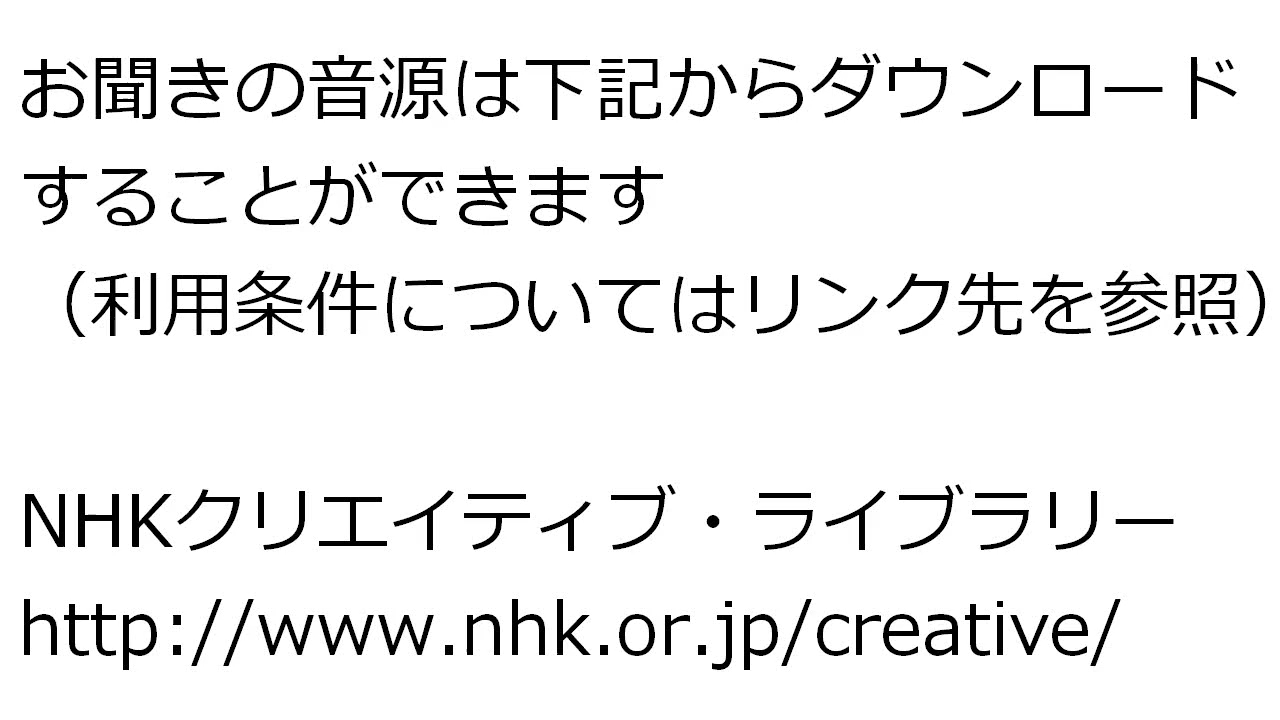 お聞きの音源は下記からダウンロード
することができます
（利用条件についてはリンク先を参照）
NHKクリエイティブ・ライブラリー
http://www.nhk.or.jp/creative/